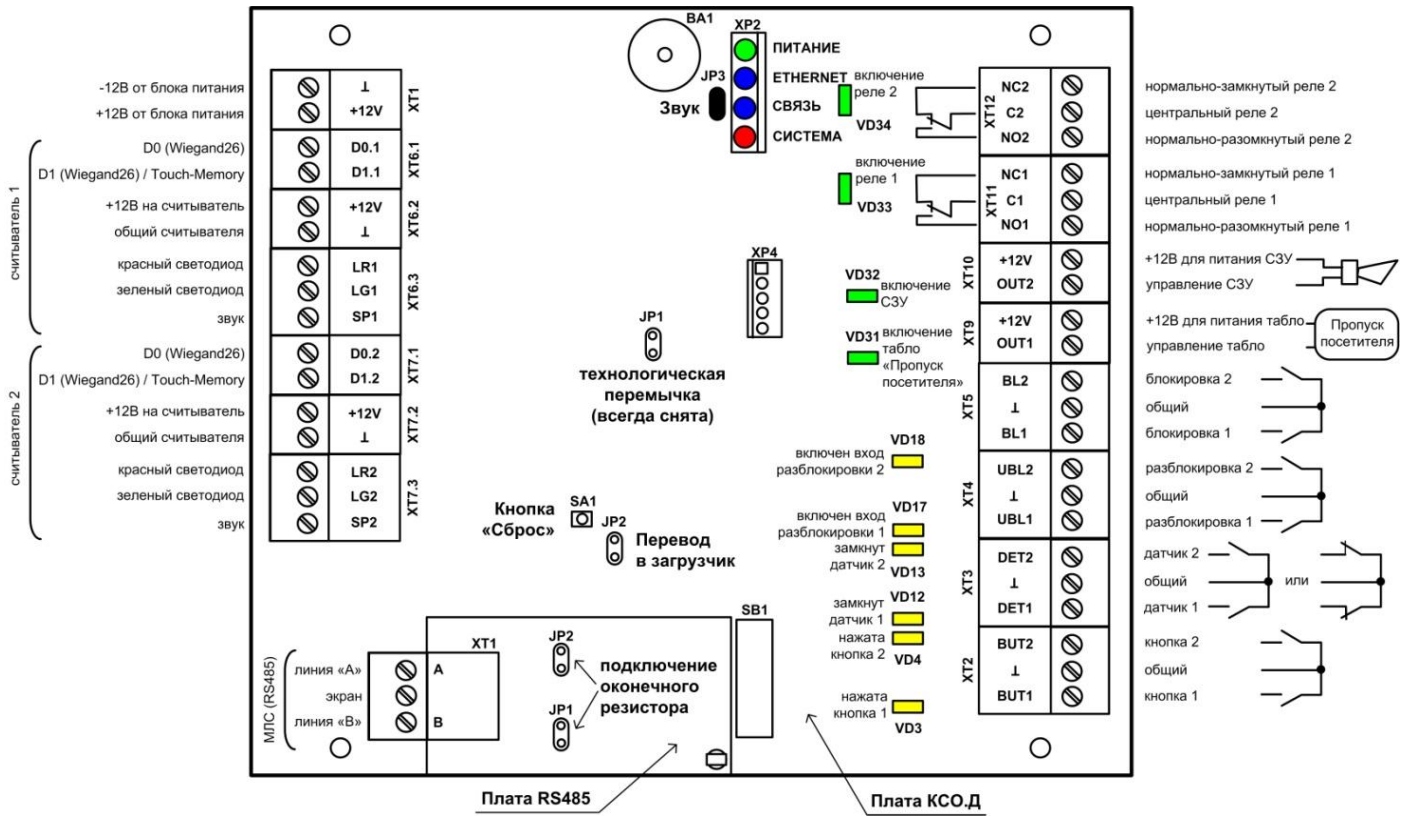 BA1
XP2
ПИТАНИЕ
ETHERNET
СВЯЗЬ
СИСТЕМА
JP3
Звук
включение
реле 2
VD34
включение
реле 1
VD33
-12В от блока питания
+12В от блока питания
⊥
+12V
XT1
считыватель 1
D0 (Wiegand26)
D1 (Wiegand26) / Touch-Memory
D0.1
D1.1
XT6.1
+12В на считыватель
общий считывателя
+12V
⊥
XT6.2
красный светодиод
зеленый светодиод
звук
LR1
LG1
SP1
XT6.3
считыватель 2
D0 (Wiegand26)
D1 (Wiegand26) / Touch-Memory
D0.2
D1.2
XT7.1
+12В на считыватель
общий считывателя
+12V
⊥
XT7.2
красный светодиод
зеленый светодиод
звук
LR2
LG2
SP2
XT7.3
XP4
JP1
технологическая
перемычка
(всегда снята)
VD32
включение
СЗУ
VD31
включение
табло
«Пропуск
посетителя»
Кнопка
«Сброс»
SA1
JP2
Перевод
в загрузчик
VD18
включен вход
разблокировки 2
VD17
включен вход
разблокировки 1
замкнут
датчик 2
VD13
VD12
замкнут
датчик 1
нажата
кнопка 2
VD4
нажата
кнопка 1
VD3
SB1
XT12
NC2
C2
NO2
нормально-замкнутый реле 2
центральный реле 2
нормально-разомкнутый реле 2
XT11
NC1
C1
NO1
нормально-замкнутый реле 1
центральный реле 1
нормально-разомкнутый реле 1
XT10
+12V
OUT2
+12В для питания СЗУ
управление СЗУ
XT9
+12V
OUT1
+12В для питания табло
управление табло
Пропуск
посетителя
XT5
BL2
⊥
BL1
блокировка 2
общий
блокировка 1
XT4
UBL2
⊥
UBL1
разблокировка 2
общий
разблокировка 1
XT3
DET2
⊥
DET1
датчик 2
общий
датчик 1
или
XT2
BUT2
⊥
BUT1
кнопка 2
общий
кнопка 1
МЛС (RS485)
линия «А»
экран
линия «В»
XT1
A
B
JP2
JP1
подключение
оконечного
резистора
Плата RS485
Плата КСО.Д